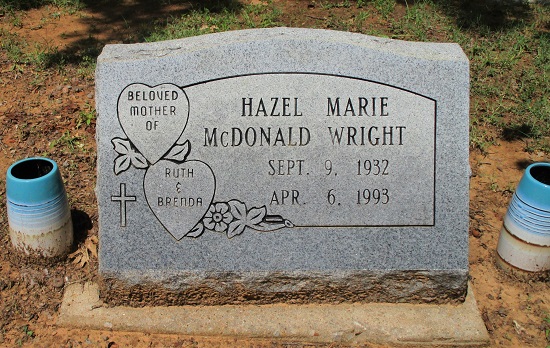 BELOVED
MOTHER
OF
RUTH
&
BRENDA
HAZEL MARIE
McDONALD WRIGHT
SEPT. 9, 1932
APR. 6, 1993